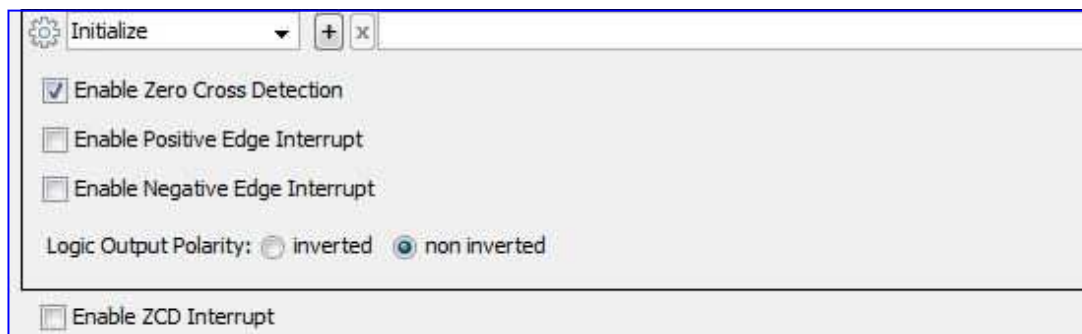 Initialize + x
Enable Zero Cross Detection
Enable Positive Edge Interrupt
Enable Negative Edge Interrupt
Logic Output Polarity: inverted non inverted
Enable ZCD Interrupt